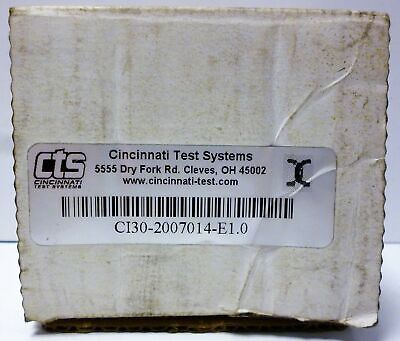 cts
CINCINNATI
TEST SYSTEMS
Cincinnati Test Systems
5555 Dry Fork Rd. Cleves, OH 45002
www.cincinnati-test.com
CI30-2007014-E1.0